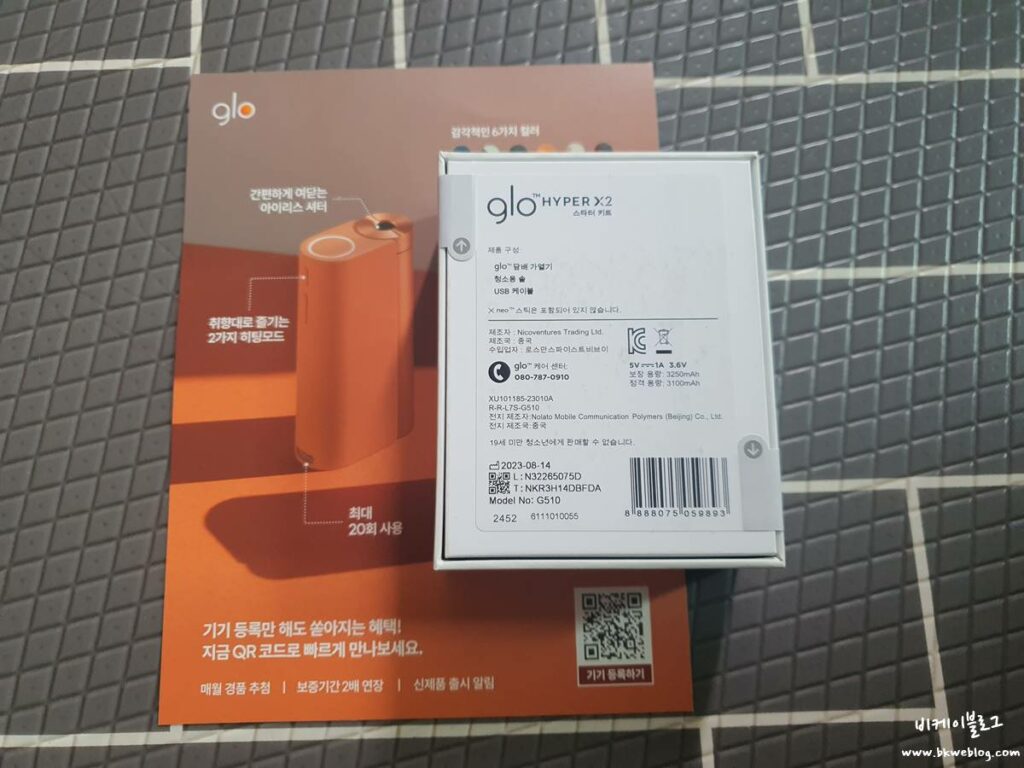 glo
감각적인 6가지 컬러
간편하게 여닫는
아이리스 셔터
취향대로 즐기는
2가지 히팅모드
최대
20회 사용
기기 등록만 해도 쏟아지는 혜택!
지금 QR 코드로 빠르게 만나보세요.
매월 경품 추첨 | 보증기간 2배 연장 | 신제품 출시 알림
기기 등록하기
glo™ HYPER X2
스타터 키트
제품 구성:
glo™ 담배 가열기
청소용 솔
USB 케이블
※ neo™ 스틱은 포함되어 있지 않습니다.
제조자 : Nicoventures Trading Ltd.
제조국 : 중국
수입업자 : 로스만스파이스트비브이
glo™ 케어 센터:
080-787-0910
5V 1A 3.6V
보장 용량: 3250mAh
정격 용량: 3100mAh
XU101185-23010A
R-R-L7S-G510
전지 제조자:Nolato Mobile Communication Polymers (Beijing) Co., Ltd.
전지 제조국:중국
19세 미만 청소년에게 판매할 수 없습니다.
2023-08-14
L: N32265075D
T: NKR3H14DBFDA
Model No: G510
2452 6111010055
8 888075 059893
비케이블로그
www.bkweblog.com